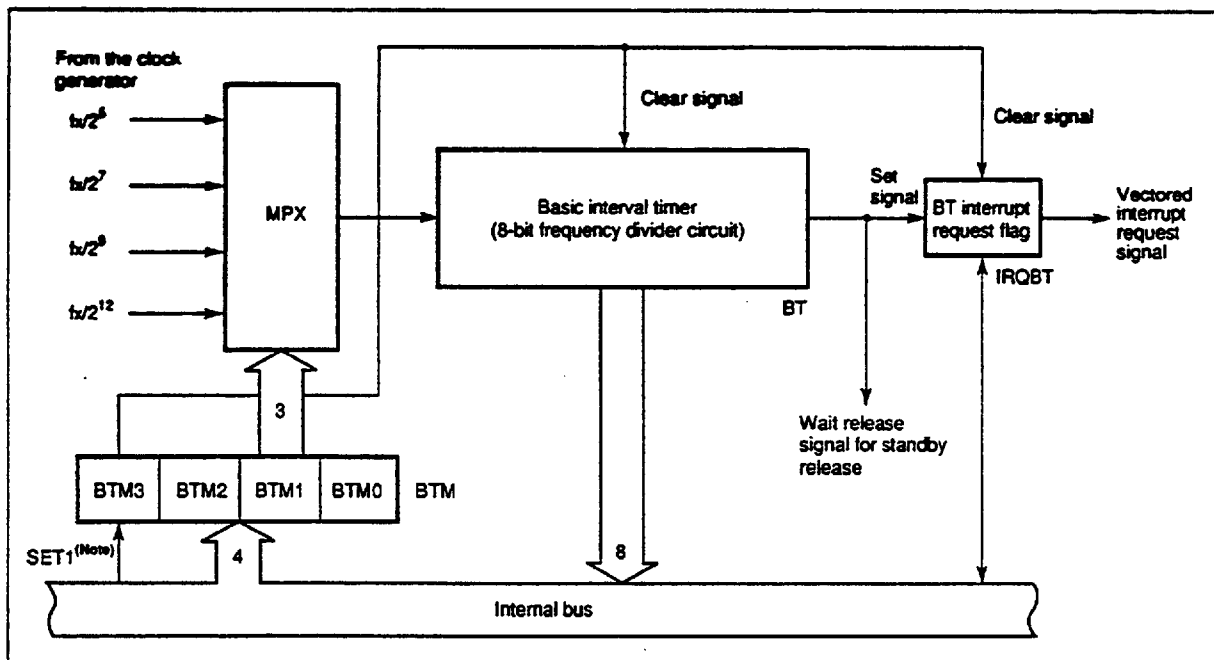 From the clock
generator
fx/2^5
fx/2^7
fx/2^9
fx/2^12
MPX
Clear signal
Clear signal
Basic interval timer
(8-bit frequency divider circuit)
BT
Set
signal
BT interrupt
request flag
IRQBT
Vectored
interrupt
request
signal
3
Wait release
signal for standby
release
BTM3 BTM2 BTM1 BTM0 BTM
SET1(Note)
4
8
Internal bus